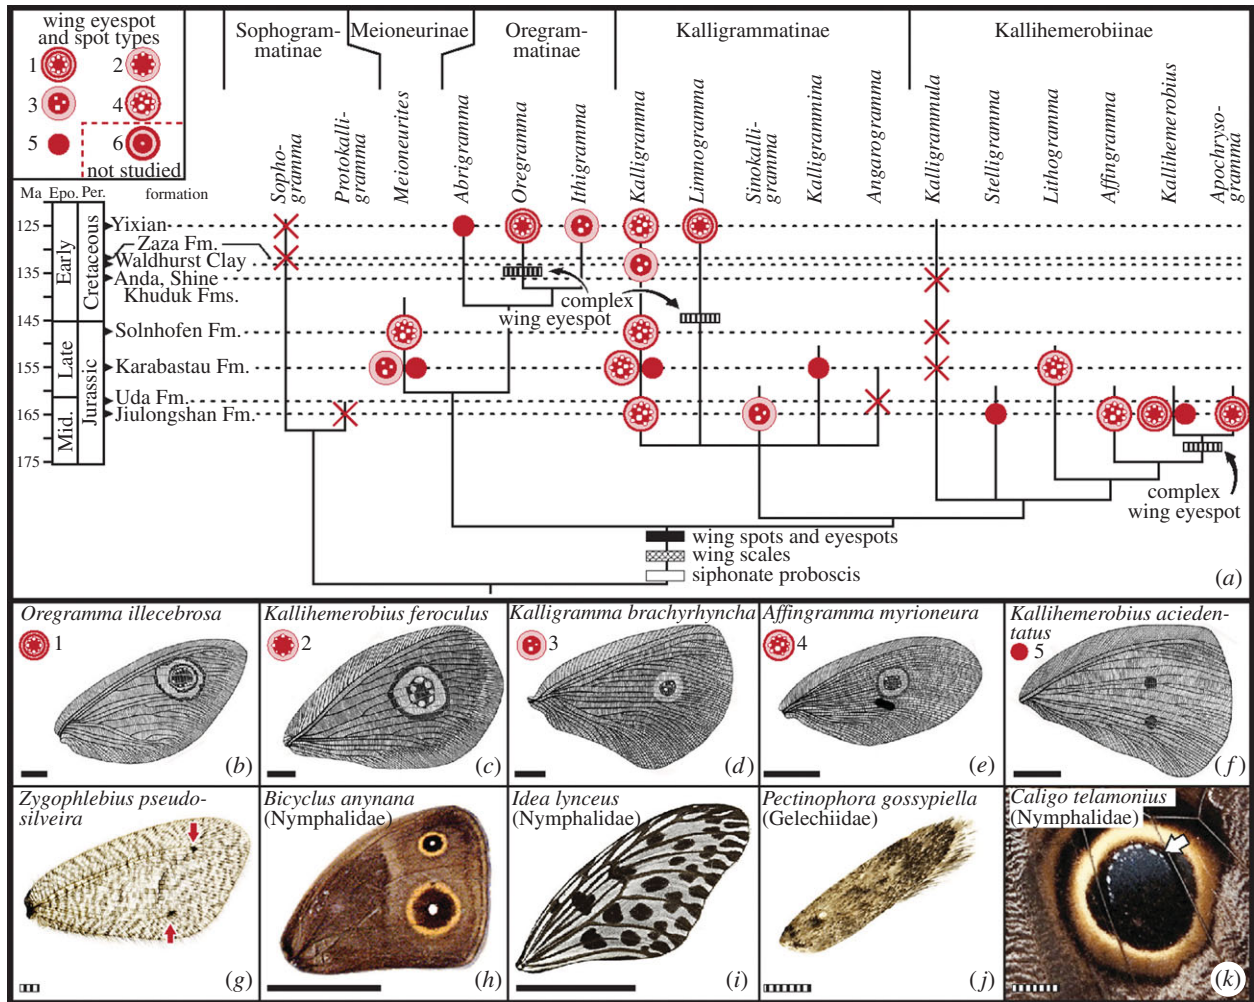 wing eyespot
and spot types
1
2
3
4
5
6
not studied
Sophogram-
matinae
Meioneurinae
Oregram-
matinae
Kalligrammatinae
Kallihemerobiinae
Sopho-
gramma
Protokalli-
gramma
Meioneurites
Abrigramma
Oregramma
Ithigramma
Kalligramma
Limnogramma
Sinokalli-
gramma
Kalligrammina
Angarogramma
Kalligrammula
Stelligramma
Lithogramma
Affingramma
Kallihemerobius
Apochryso-
gramma
Ma Epo. Per. formation
125
135
145
155
165
175
Early
Late
Mid.
Cretaceous
Jurassic
Yixian
Zaza Fm.
Waldhurst Clay
Anda, Shine
Khuduk Fms.
Solnhofen Fm.
Karabastau Fm.
Uda Fm.
Jiulongshan Fm.
complex
wing eyespot
complex
wing eyespot
wing spots and eyespots
wing scales
siphonate proboscis
(a)
Oregramma illecebrosa
1
(b)
Kallihemerobius feroculus
2
(c)
Kalligramma brachyrhyncha
3
(d)
Affingramma myrioneura
4
(e)
Kallihemerobius acieden-
tatus
5
(f)
Zygophlebius pseudo-
silveira
(g)
Bicyclus anynana
(Nymphalidae)
(h)
Idea lynceus
(Nymphalidae)
(i)
Pectinophora gossypiella
(Gelechiidae)
(j)
Caligo telamonius
(Nymphalidae)
(k)